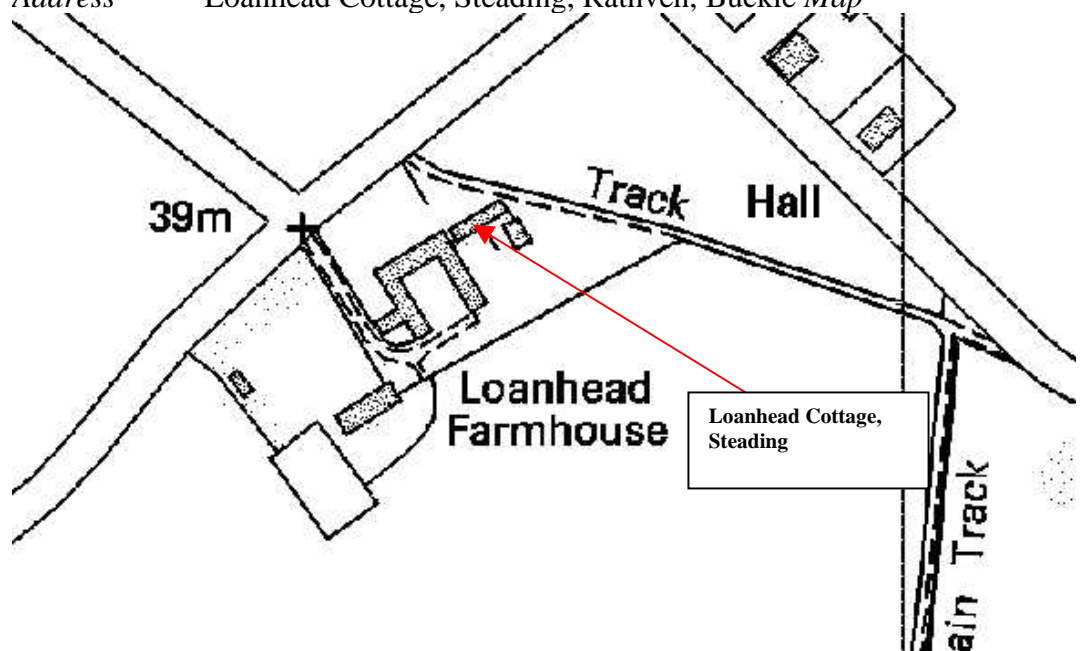 Address Loanhead Cottage, Steading, Rathven, Buckie Map
39m
Track
Hall
Loanhead
Farmhouse
Loanhead Cottage,
Steading
ain Track